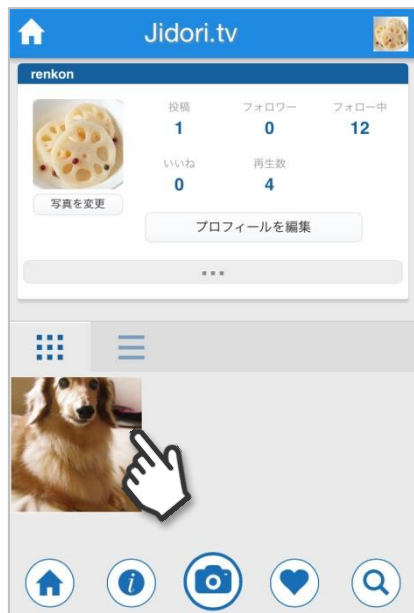 Jidori.tv
renkon
投稿 フォロワー フォロー中
1 0 12
いいね 再生数
0 4
写真を変更
プロフィールを編集